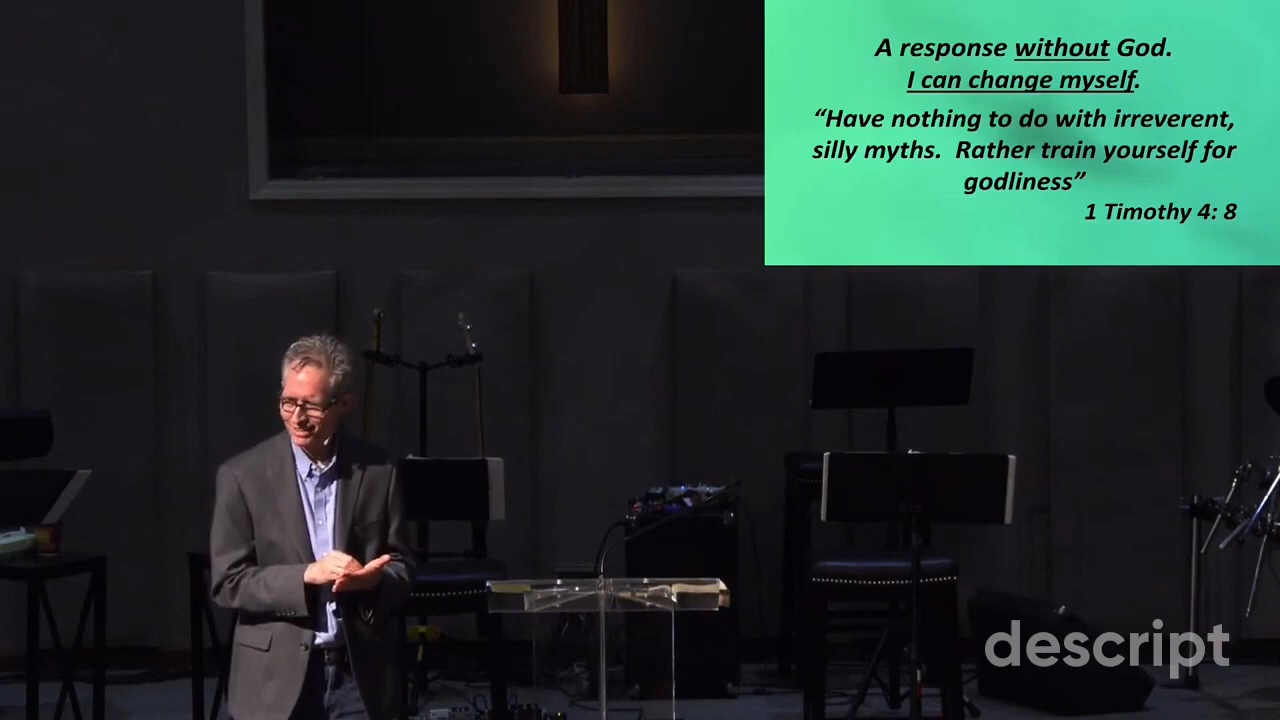 A response without God.
I can change myself.
“Have nothing to do with irreverent,
silly myths.  Rather train yourself for
godliness”
1 Timothy 4: 8
descript